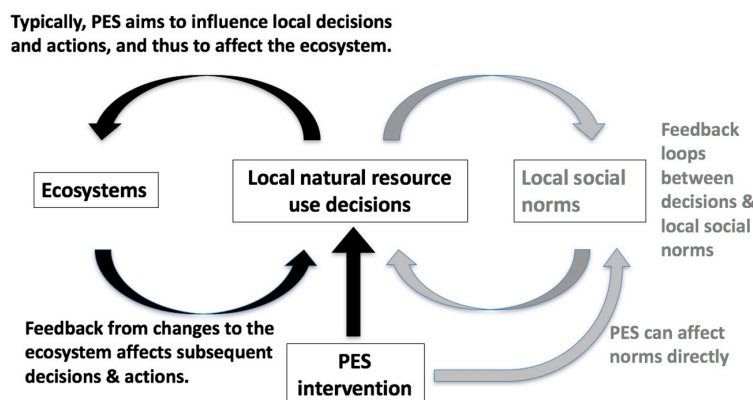 Typically, PES aims to influence local decisions
and actions, and thus to affect the ecosystem.
Ecosystems
Local natural resource
use decisions
Local social
norms
Feedback
loops
between
decisions &
local social
norms
Feedback from changes to the
ecosystem affects subsequent
decisions & actions.
PES
intervention
PES can affect
norms directly